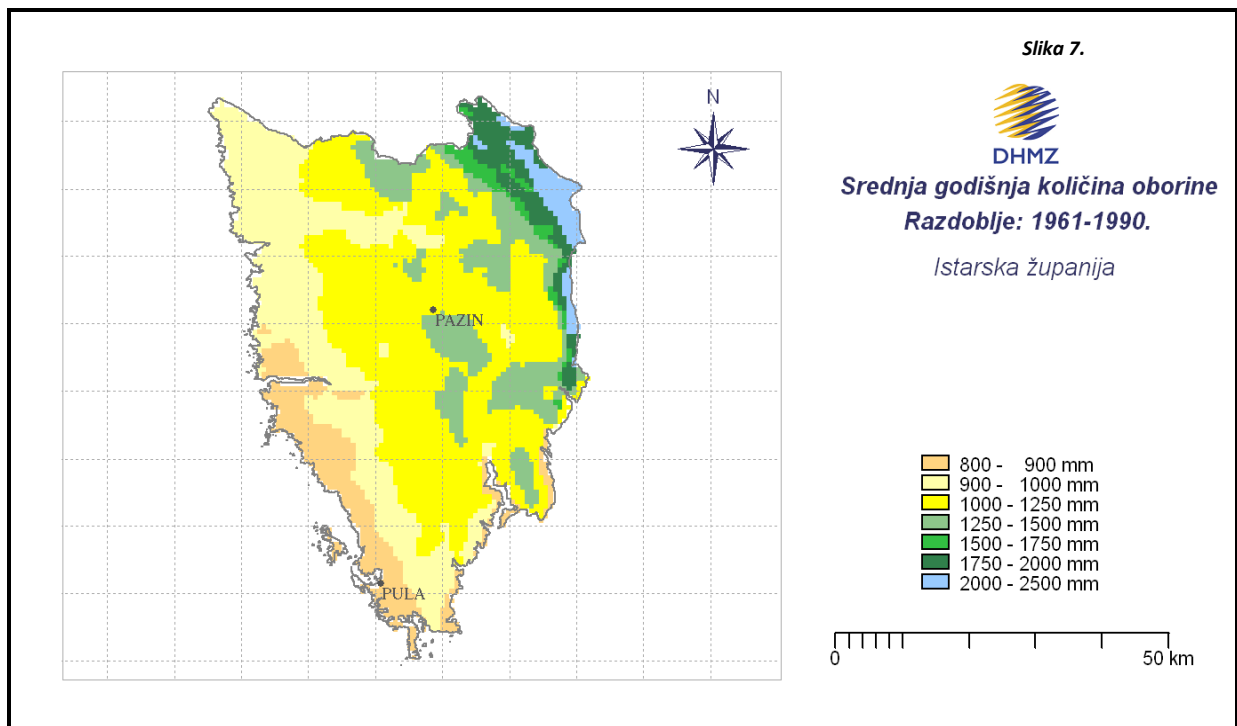 Slika 7.
N
DHMZ
Srednja godišnja količina oborine
Razdoblje: 1961-1990.
Istarska županija
PAZIN
PULA
800 - 900 mm
900 - 1000 mm
1000 - 1250 mm
1250 - 1500 mm
1500 - 1750 mm
1750 - 2000 mm
2000 - 2500 mm
0 50 km